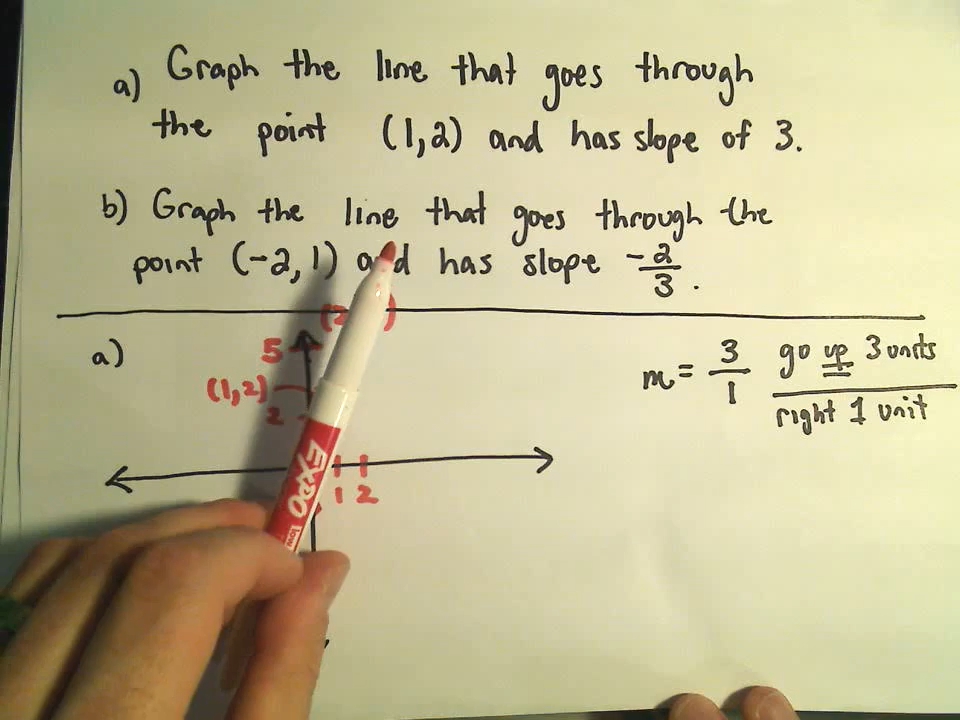 a) Graph the line that goes through
the point (1,2) and has slope of 3.
b) Graph the line that goes through the
point (-2,1) and has slope -2/3.
a)
5
(1,2)
2
1 2
m = 3/1 go up 3 units
right 1 unit
EXPO
low